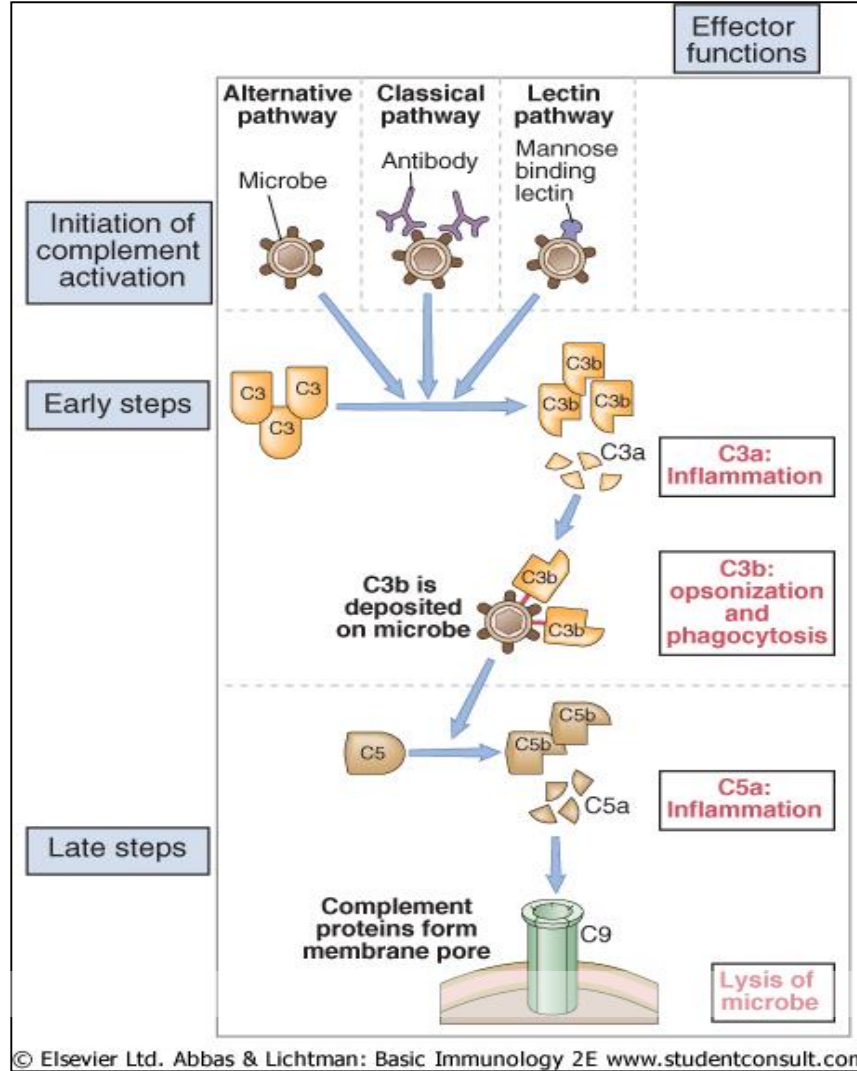 Effector
functions
Alternative
pathway
Classical
pathway
Lectin
pathway
Microbe
Antibody
Mannose
binding
lectin
Initiation of
complement
activation
Early steps
C3
C3
C3
C3b
C3b
C3b
C3a
C3a:
Inflammation
C3b is
deposited
on microbe
C3b
C3b
C3b:
opsonization
and
phagocytosis
C5
C5b
C5b
C5a
C5a:
Inflammation
Late steps
Complement
proteins form
membrane pore
C9
Lysis of
microbe
© Elsevier Ltd. Abbas & Lichtman: Basic Immunology 2E www.studentconsult.com